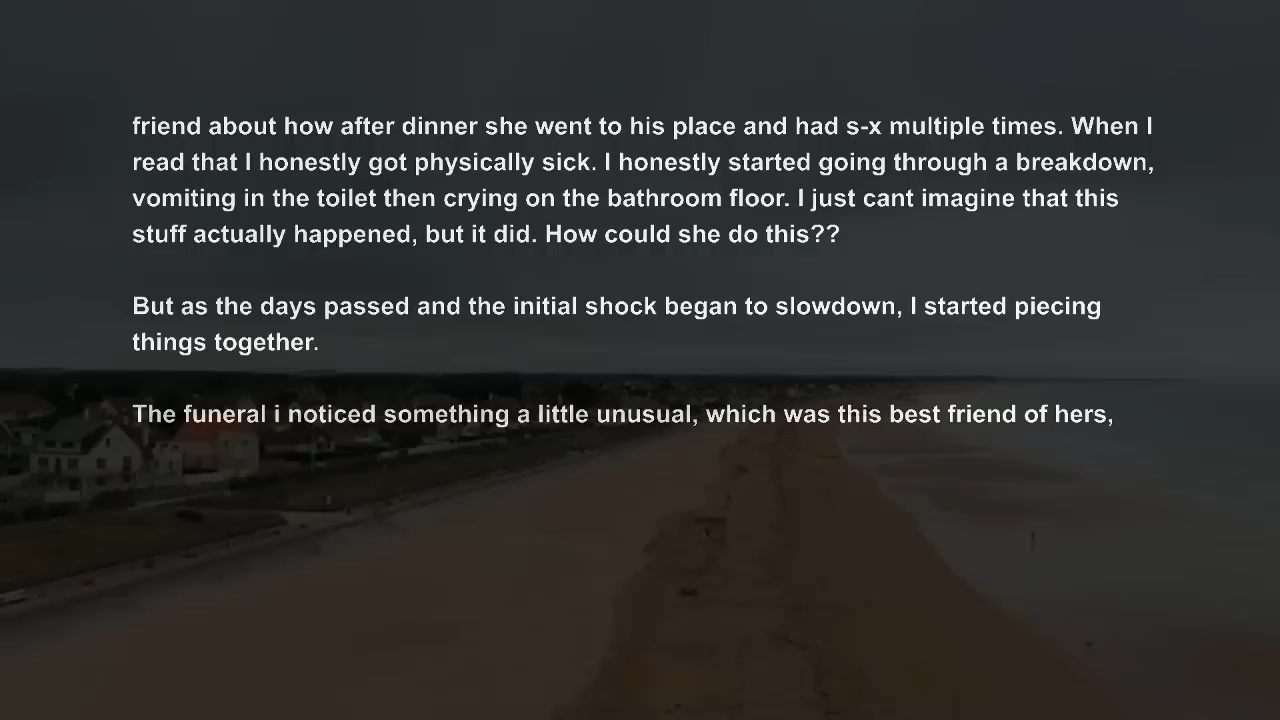 friend about how after dinner she went to his place and had s-x multiple times. When I
read that I honestly got physically sick. I honestly started going through a breakdown,
vomiting in the toilet then crying on the bathroom floor. I just cant imagine that this
stuff actually happened, but it did. How could she do this??
But as the days passed and the initial shock began to slowdown, I started piecing
things together.
The funeral i noticed something a little unusual, which was this best friend of hers,